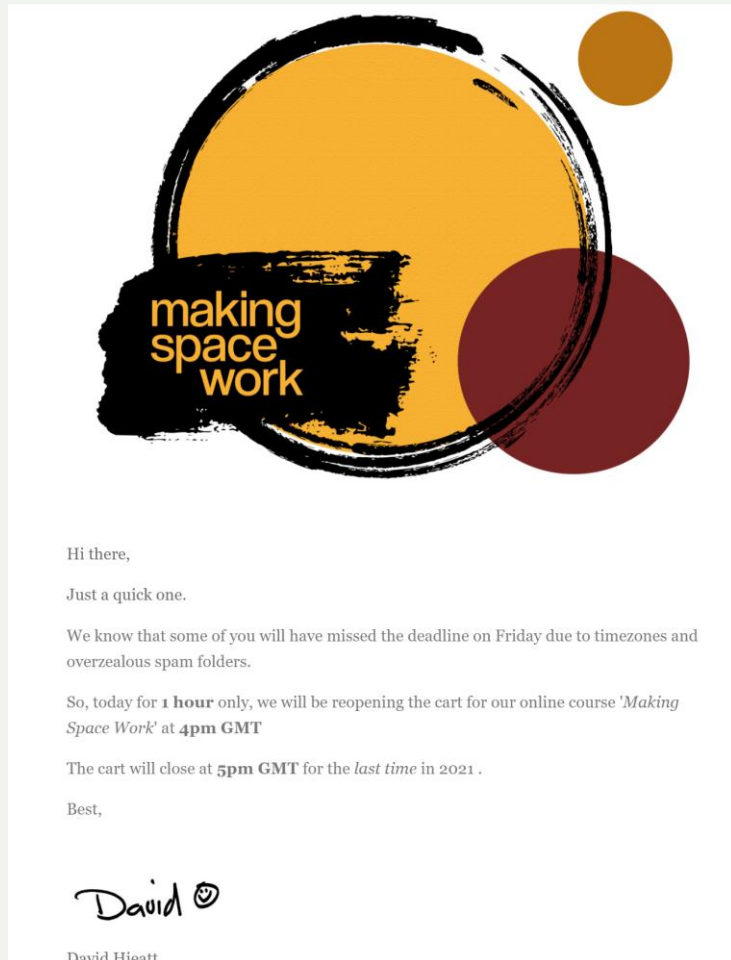 making
space
work
Hi there,
Just a quick one.
We know that some of you will have missed the deadline on Friday due to timezones and
overzealous spam folders.
So, today for 1 hour only, we will be reopening the cart for our online course 'Making
Space Work' at 4pm GMT
The cart will close at 5pm GMT for the last time in 2021 .
Best,
David
David Hieatt